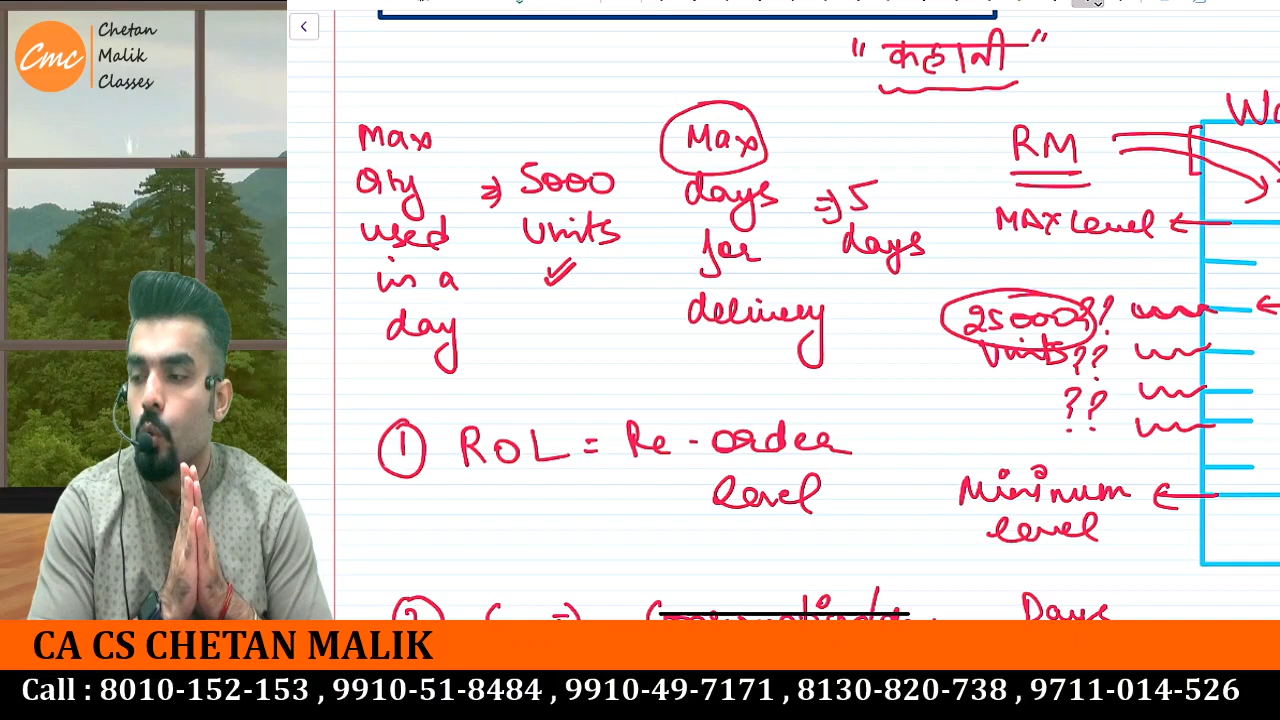 Cmc
Chetan
Malik
Classes
"कहानी"
Max
Qty
used
in a
day
⇒ 5000
units
Max
days
for
delivery
⇒ 5
days
RM
MAX Level
25000??
units??
??
Minimum
level
① ROL = Re-order
level
②
Days
CA CS CHETAN MALIK
Call : 8010-152-153 , 9910-51-8484 , 9910-49-7171 , 8130-820-738 , 9711-014-526